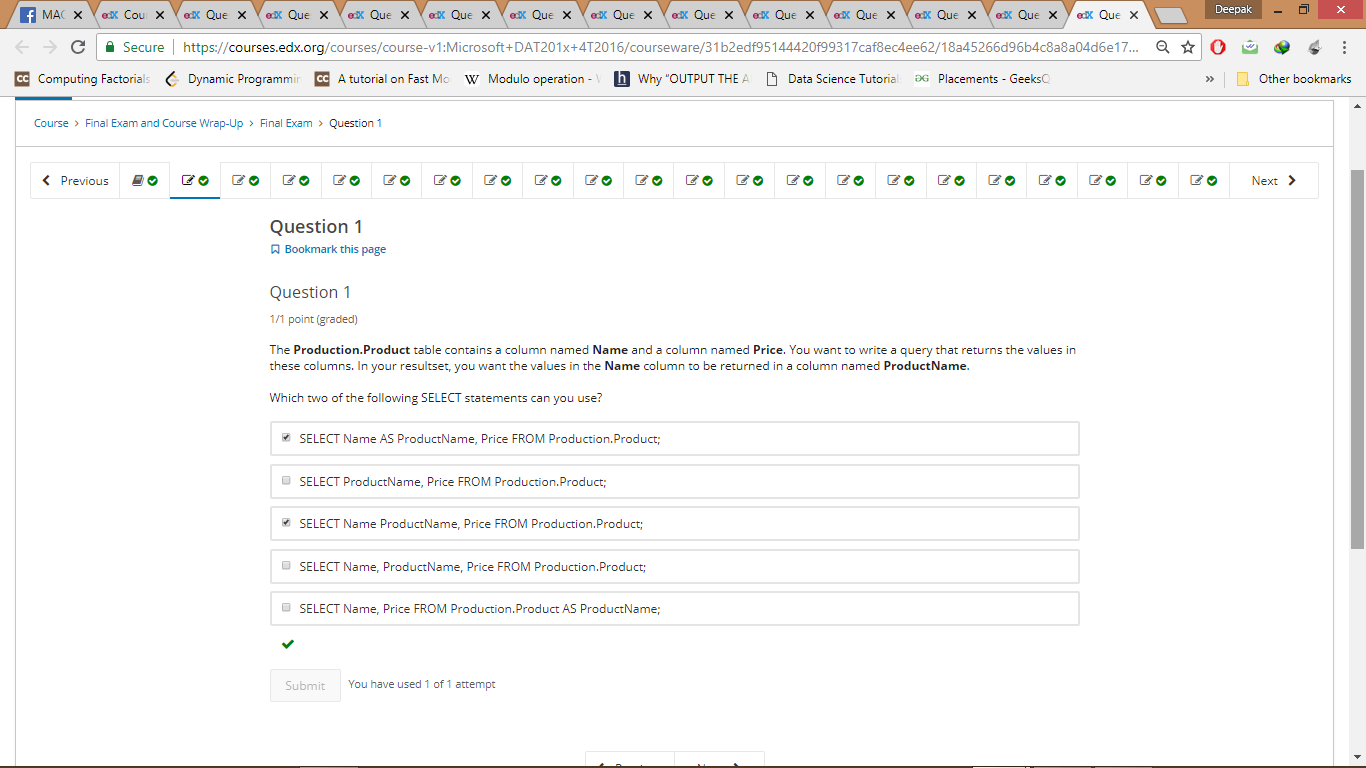 MAC
Cou
Que
Que
Que
Que
Que
Que
Que
Que
Que
Que
Que
Que
Deepak
Secure
https://courses.edx.org/courses/course-v1:Microsoft+DAT201x+4T2016/courseware/31b2edf95144420f99317caf8ec4ee62/18a45266d96b4c8a8a04d6e17...
CC Computing Factorials
Dynamic Programmin
CC A tutorial on Fast Mo
W Modulo operation -
h Why "OUTPUT THE A
Data Science Tutorial
Placements - GeeksG
»
Other bookmarks
Course > Final Exam and Course Wrap-Up > Final Exam > Question 1
Previous
Next
Question 1
Bookmark this page
Question 1
1/1 point (graded)
The Production.Product table contains a column named Name and a column named Price. You want to write a query that returns the values in
these columns. In your resultset, you want the values in the Name column to be returned in a column named ProductName.
Which two of the following SELECT statements can you use?
SELECT Name AS ProductName, Price FROM Production.Product;
SELECT ProductName, Price FROM Production.Product;
SELECT Name ProductName, Price FROM Production.Product;
SELECT Name, ProductName, Price FROM Production.Product;
SELECT Name, Price FROM Production.Product AS ProductName;
Submit
You have used 1 of 1 attempt